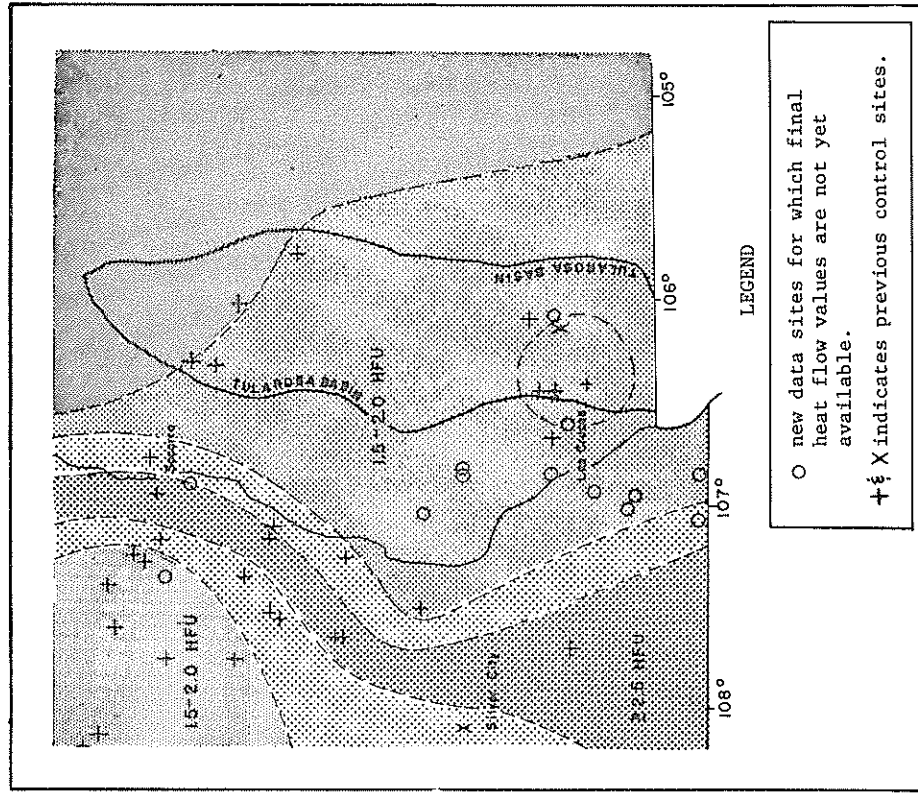 1.5-2.0 HFU
Socorro
TULAROSA BASIN
1.5-2.0 HFU
TULAROSA BASIN
Silver City
Las Cruces
≥2.5 HFU
108°
107°
106°
105°
LEGEND
O new data sites for which final
heat flow values are not yet
available.
+ & X indicates previous control sites.